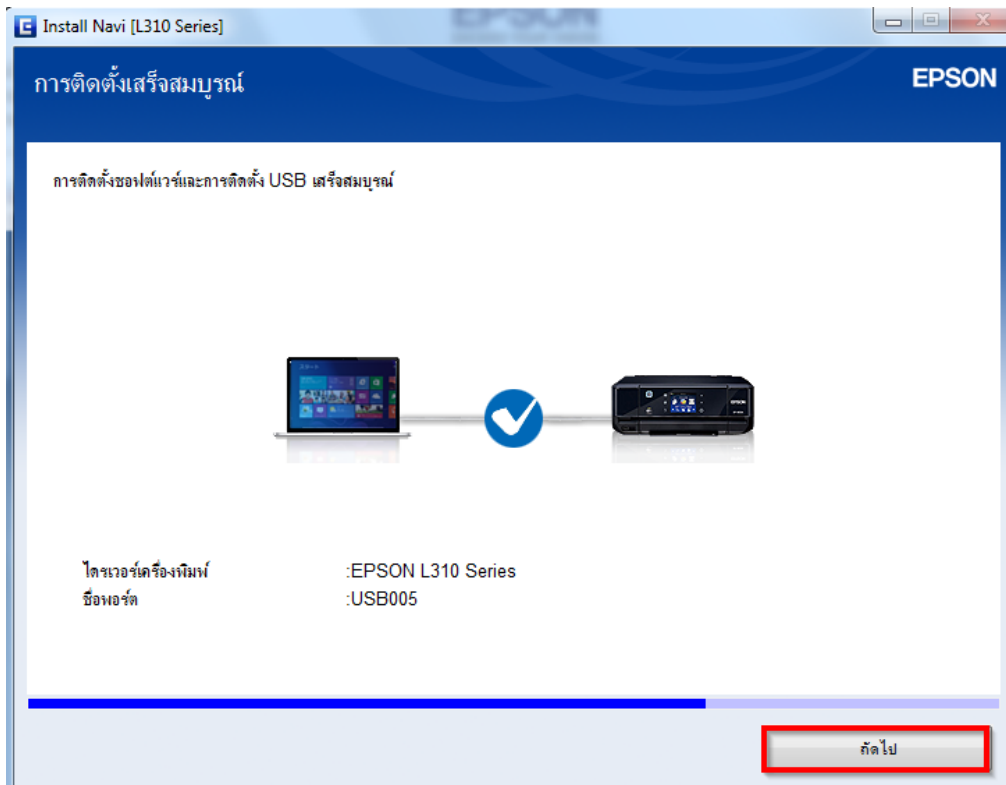 EPSON
Install Navi [L310 Series]
การติดตั้งเสร็จสมบูรณ์
EPSON
การติดตั้งซอฟต์แวร์และการติดตั้ง USB เสร็จสมบูรณ์
ไดรเวอร์เครื่องพิมพ์ :EPSON L310 Series
ชื่อพอร์ต :USB005
ถัดไป